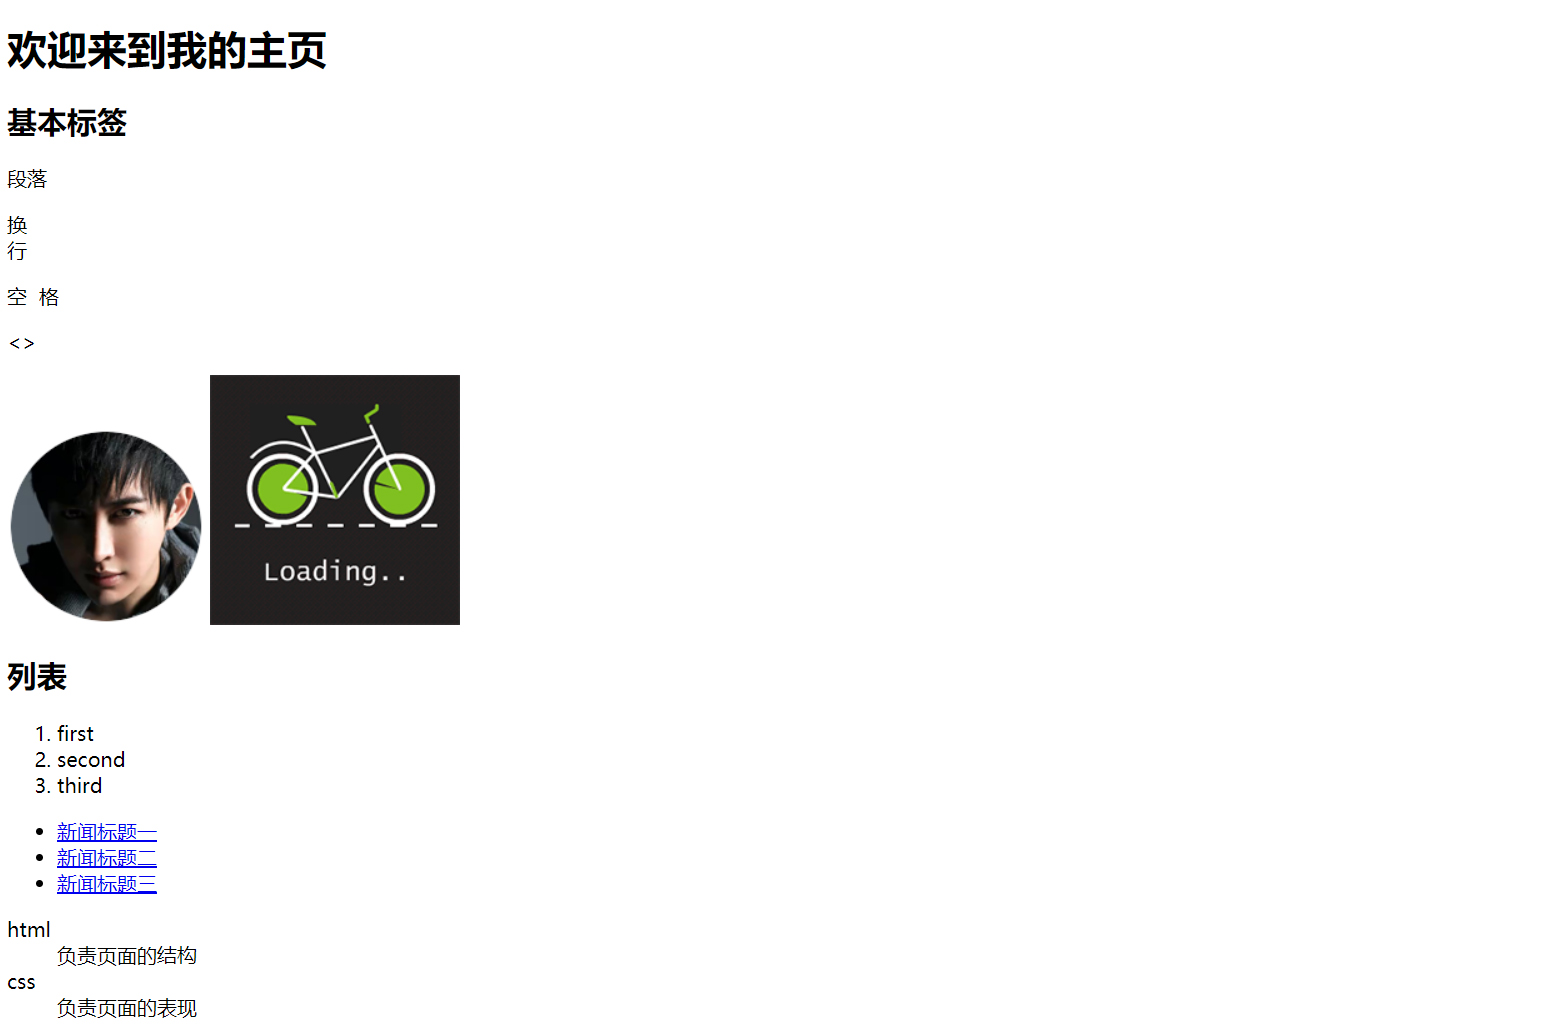 欢迎来到我的主页
基本标签
段落
换
行
空 格
<>
Loading..
列表
1. first
2. second
3. third
• 新闻标题一
• 新闻标题二
• 新闻标题三
html
负责页面的结构
css
负责页面的表现